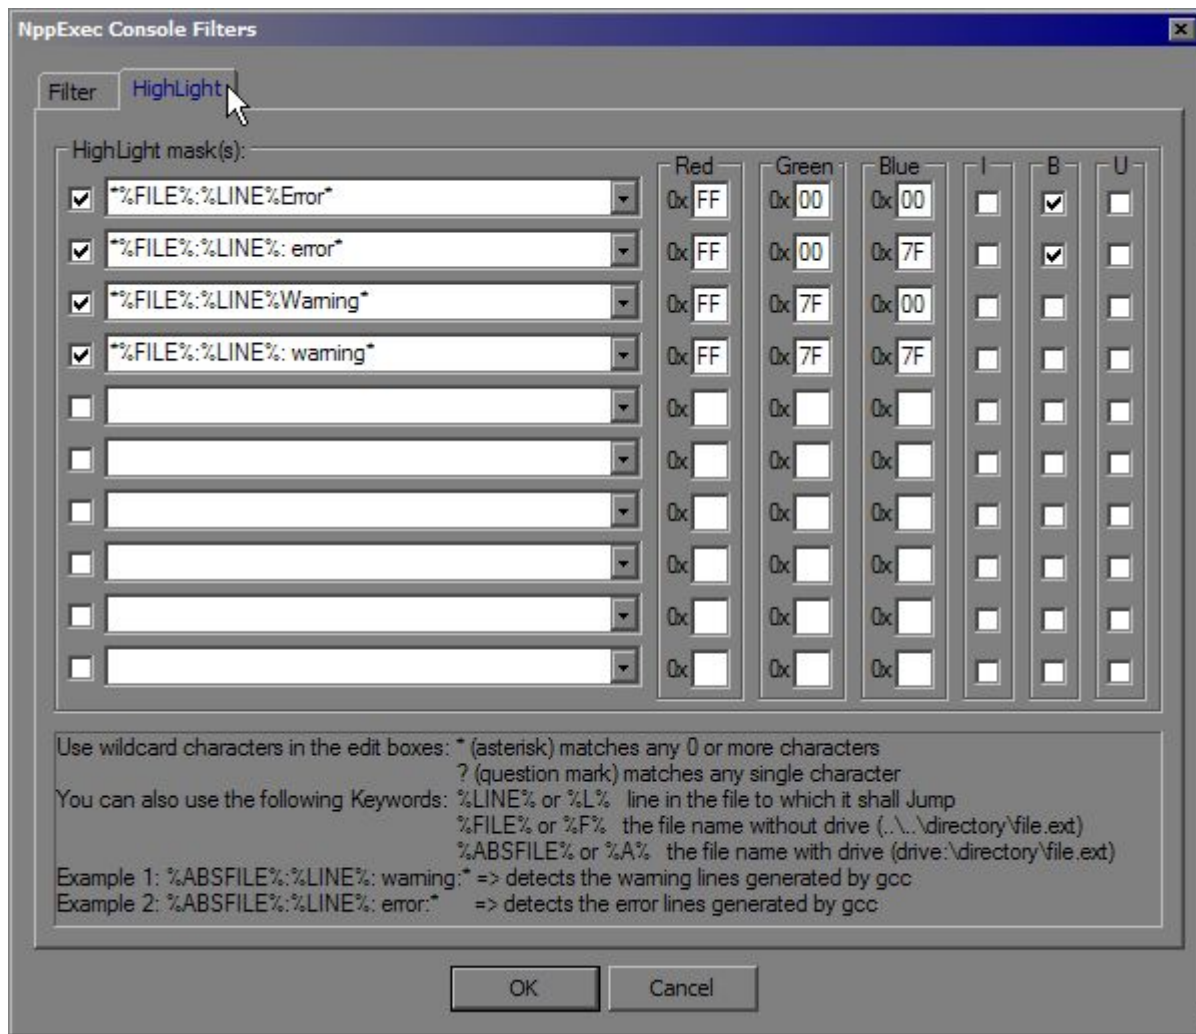 NppExec Console Filters
Filter HighLight
HighLight mask(s): Red Green Blue I B U
*%FILE%:%LINE%Error* 0x FF 0x 00 0x 00
*%FILE%:%LINE%: error* 0x FF 0x 00 0x 7F
*%FILE%:%LINE%Warning* 0x FF 0x 7F 0x 00
*%FILE%:%LINE%: warning* 0x FF 0x 7F 0x 7F
0x 0x 0x
0x 0x 0x
0x 0x 0x
0x 0x 0x
0x 0x 0x
0x 0x 0x
Use wildcard characters in the edit boxes: * (asterisk) matches any 0 or more characters
? (question mark) matches any single character
You can also use the following Keywords: %LINE% or %L% line in the file to which it shall Jump
%FILE% or %F% the file name without drive (..\..\directory\file.ext)
%ABSFILE% or %A% the file name with drive (drive:\directory\file.ext)
Example 1: %ABSFILE%:%LINE%: warning:* => detects the warning lines generated by gcc
Example 2: %ABSFILE%:%LINE%: error:* => detects the error lines generated by gcc
OK Cancel